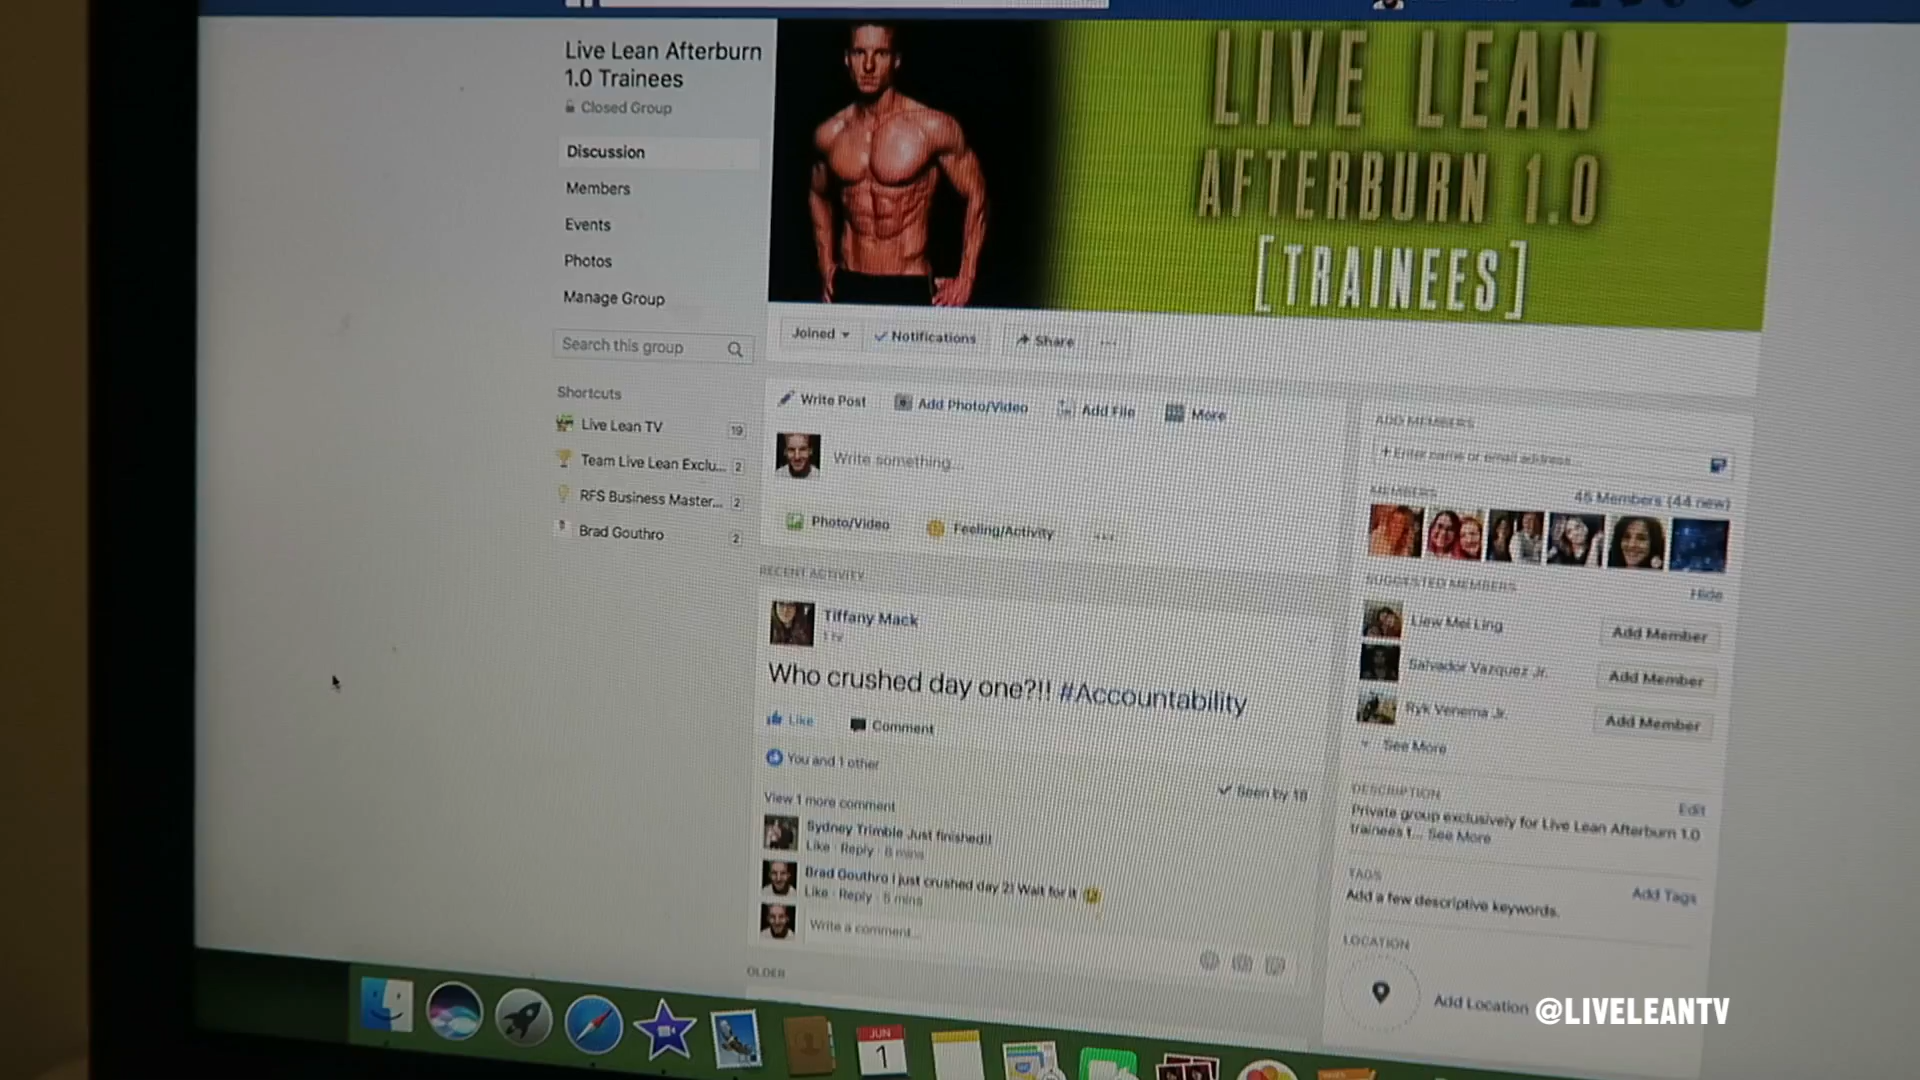 Live Lean Afterburn
1.0 Trainees
Closed Group
Discussion
Members
Events
Photos
Manage Group
Search this group
Shortcuts
Live Lean TV 19
Team Live Lean Exclu... 2
RFS Business Master... 2
Brad Gouthro 2
LIVE LEAN
AFTERBURN 1.0
[TRAINEES]
Joined Notifications Share ...
Write Post Add Photo/Video Add File More
Write something...
Photo/Video Feeling/Activity ...
RECENT ACTIVITY
Tiffany Mack
1 hr
Who crushed day one?!! #Accountability
Like Comment
You and 1 other
Seen by 18
View 1 more comment
Sydney Trimble Just finished!!
Like · Reply · 8 mins
Brad Gouthro I just crushed day 2! Wait for it
Like · Reply · 5 mins
Write a comment...
OLDER
ADD MEMBERS
+ Enter name or email address...
MEMBERS 45 Members (44 new)
SUGGESTED MEMBERS Hide
Liew Mei Ling Add Member
Salvador Vazquez Jr. Add Member
Ryk Venema Jr. Add Member
See More
DESCRIPTION Edit
Private group exclusively for Live Lean Afterburn 1.0
trainees t... See More
TAGS Add Tags
Add a few descriptive keywords.
LOCATION
Add Location
@LIVELEANTV
JUN
1